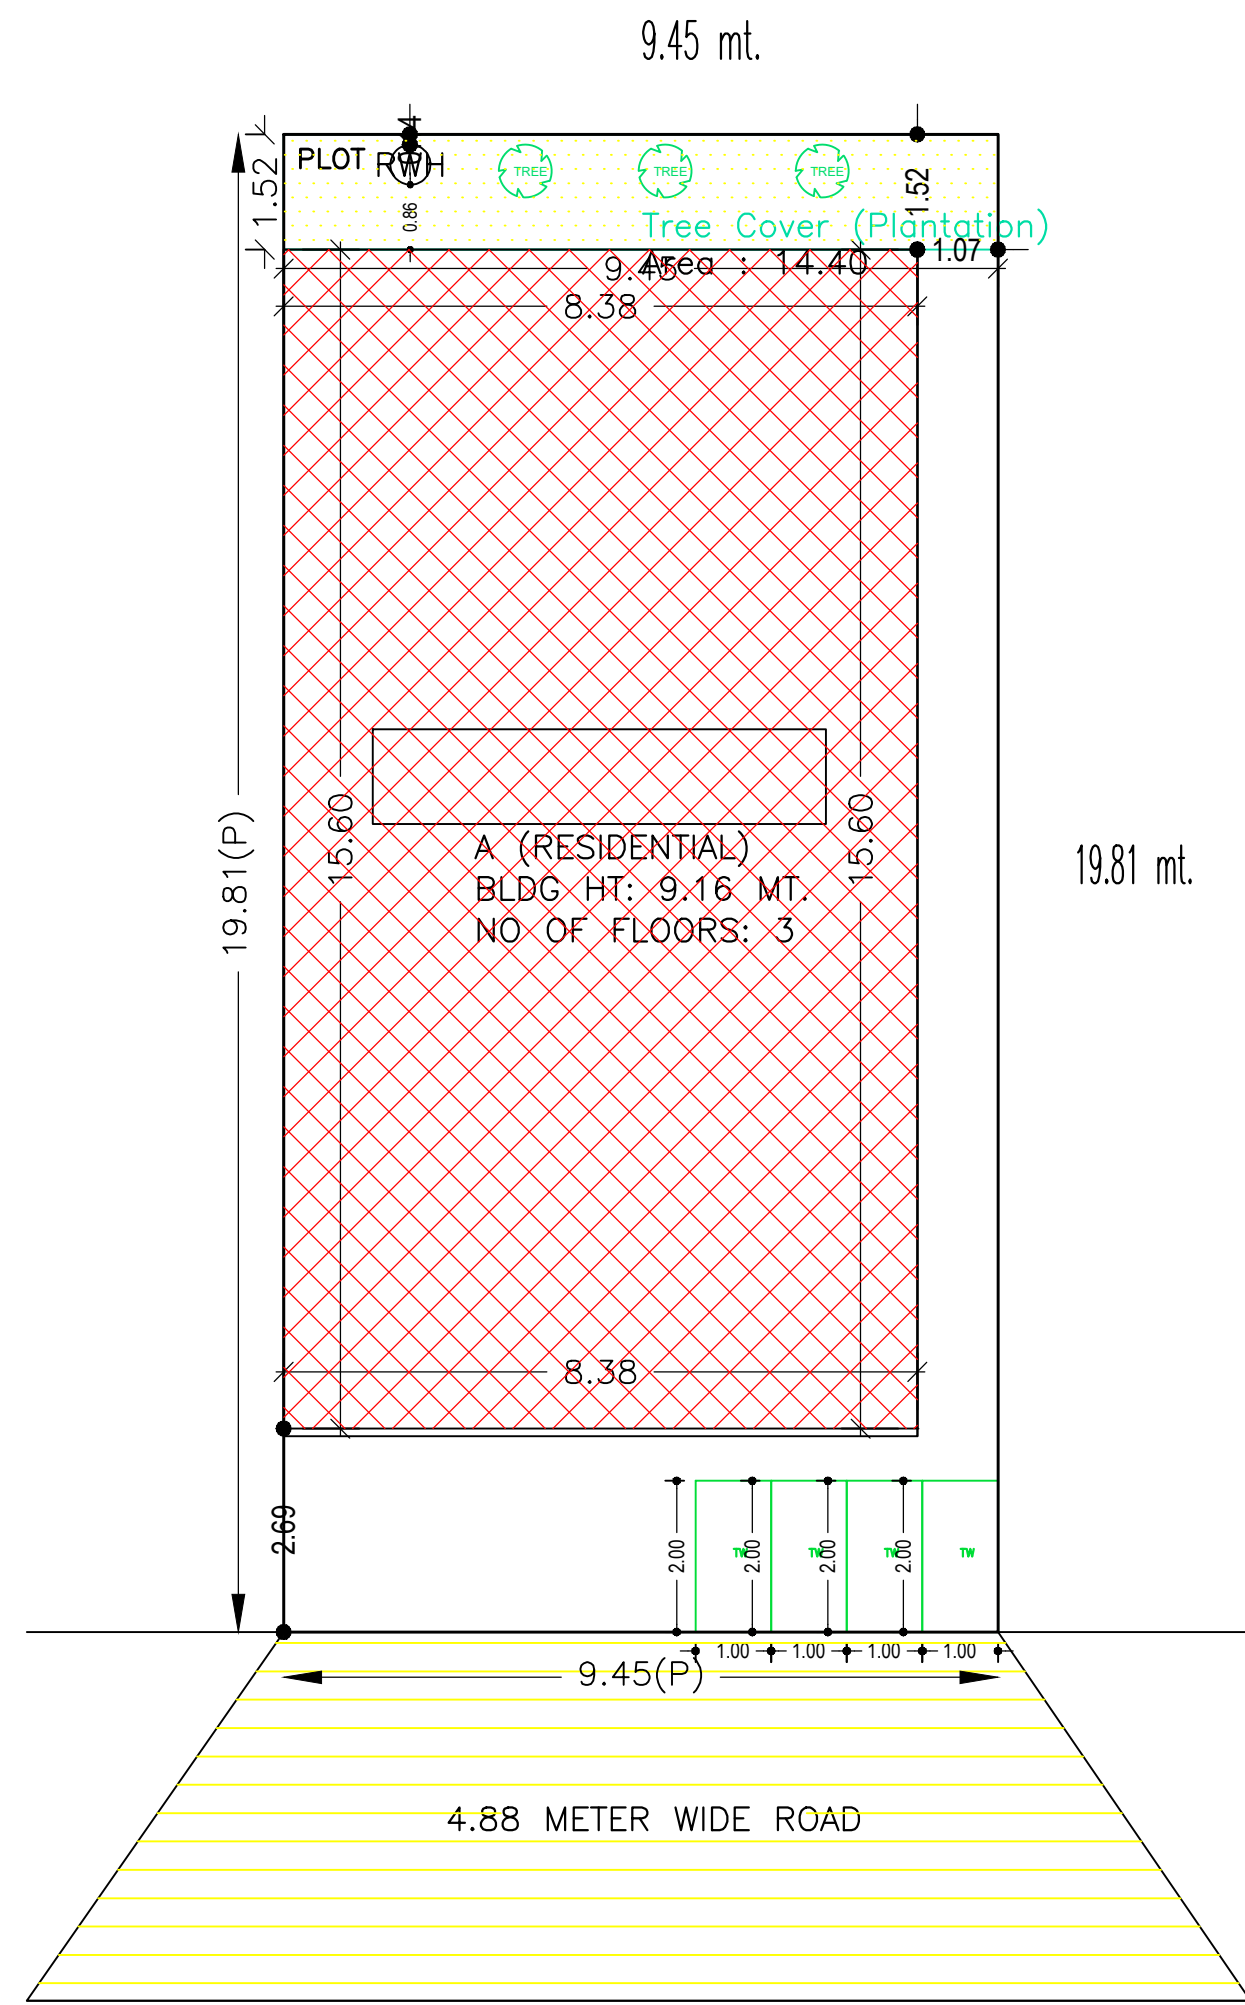 9.45 mt.
PLOT
RWH
TREE
TREE
TREE
1.52
1.52
0.86
Tree Cover (Plantation)
Area : 14.40
1.07
9.45
8.38
19.81(P)
15.60
15.60
19.81 mt.
A (RESIDENTIAL)
BLDG HT: 9.16 MT.
NO OF FLOORS: 3
8.38
2.69
2.00
TW
2.00
TW
2.00
TW
2.00
TW
1.00
1.00
1.00
1.00
9.45(P)
4.88 METER WIDE ROAD